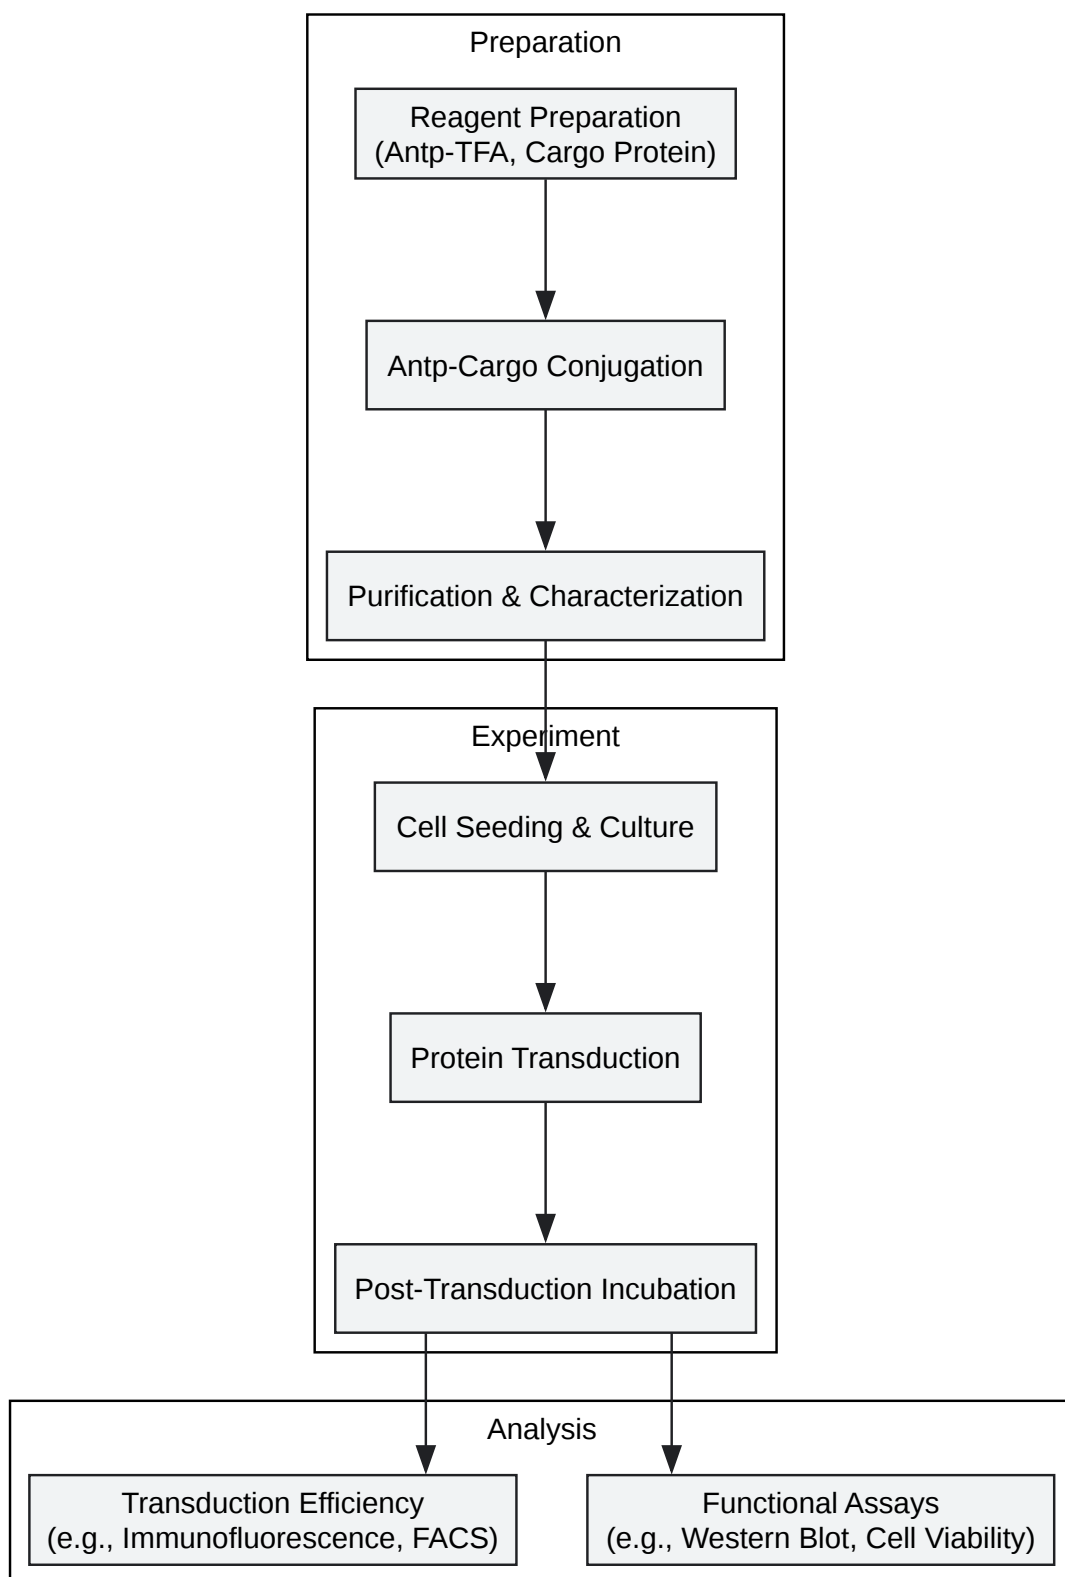 Preparation
Reagent Preparation
(Antp-TFA, Cargo Protein)
Antp-Cargo Conjugation
Purification & Characterization
Experiment
Cell Seeding & Culture
Protein Transduction
Post-Transduction Incubation
Analysis
Transduction Efficiency
(e.g., Immunofluorescence, FACS)
Functional Assays
(e.g., Western Blot, Cell Viability)